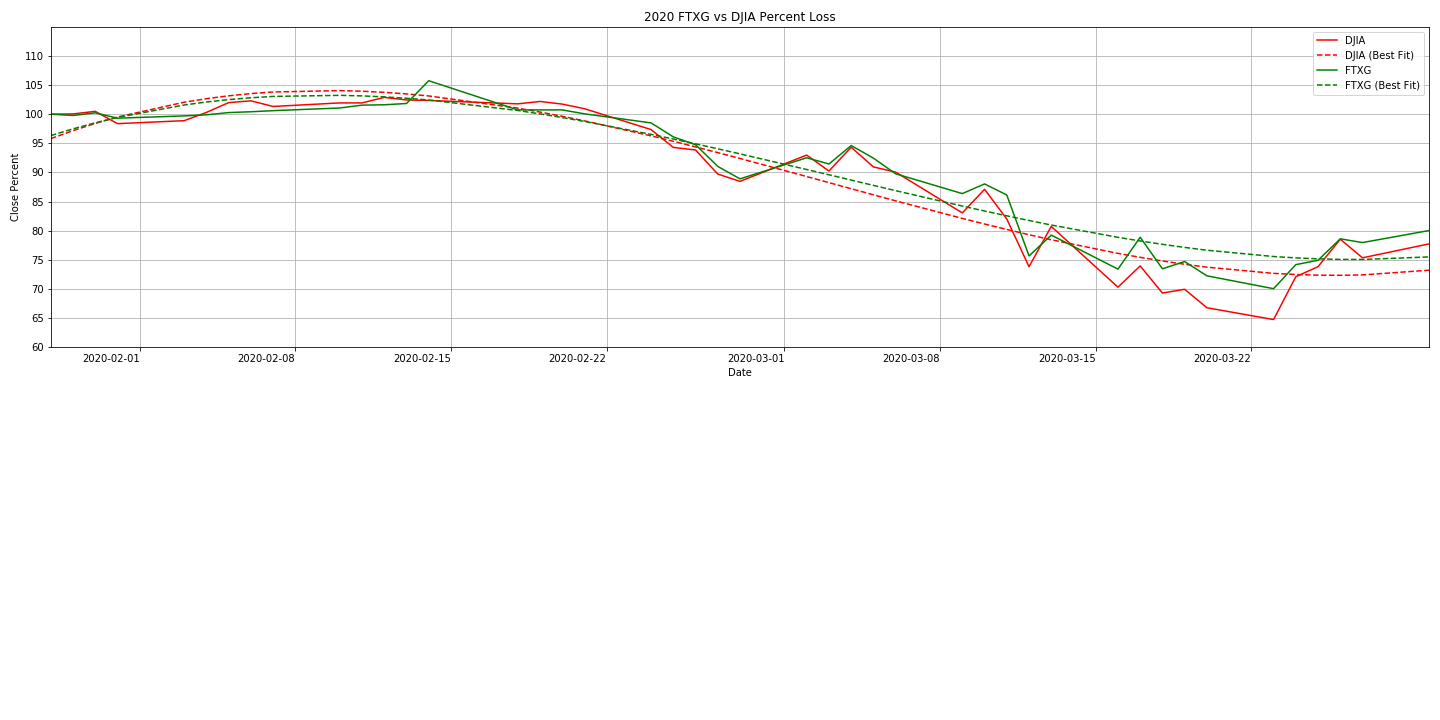 2020 FTXG vs DJIA Percent Loss
DJIA
DJIA (Best Fit)
FTXG
FTXG (Best Fit)
Close Percent
110
105
100
95
90
85
80
75
70
65
60
2020-02-01 2020-02-08 2020-02-15 2020-02-22 2020-03-01 2020-03-08 2020-03-15 2020-03-22
Date